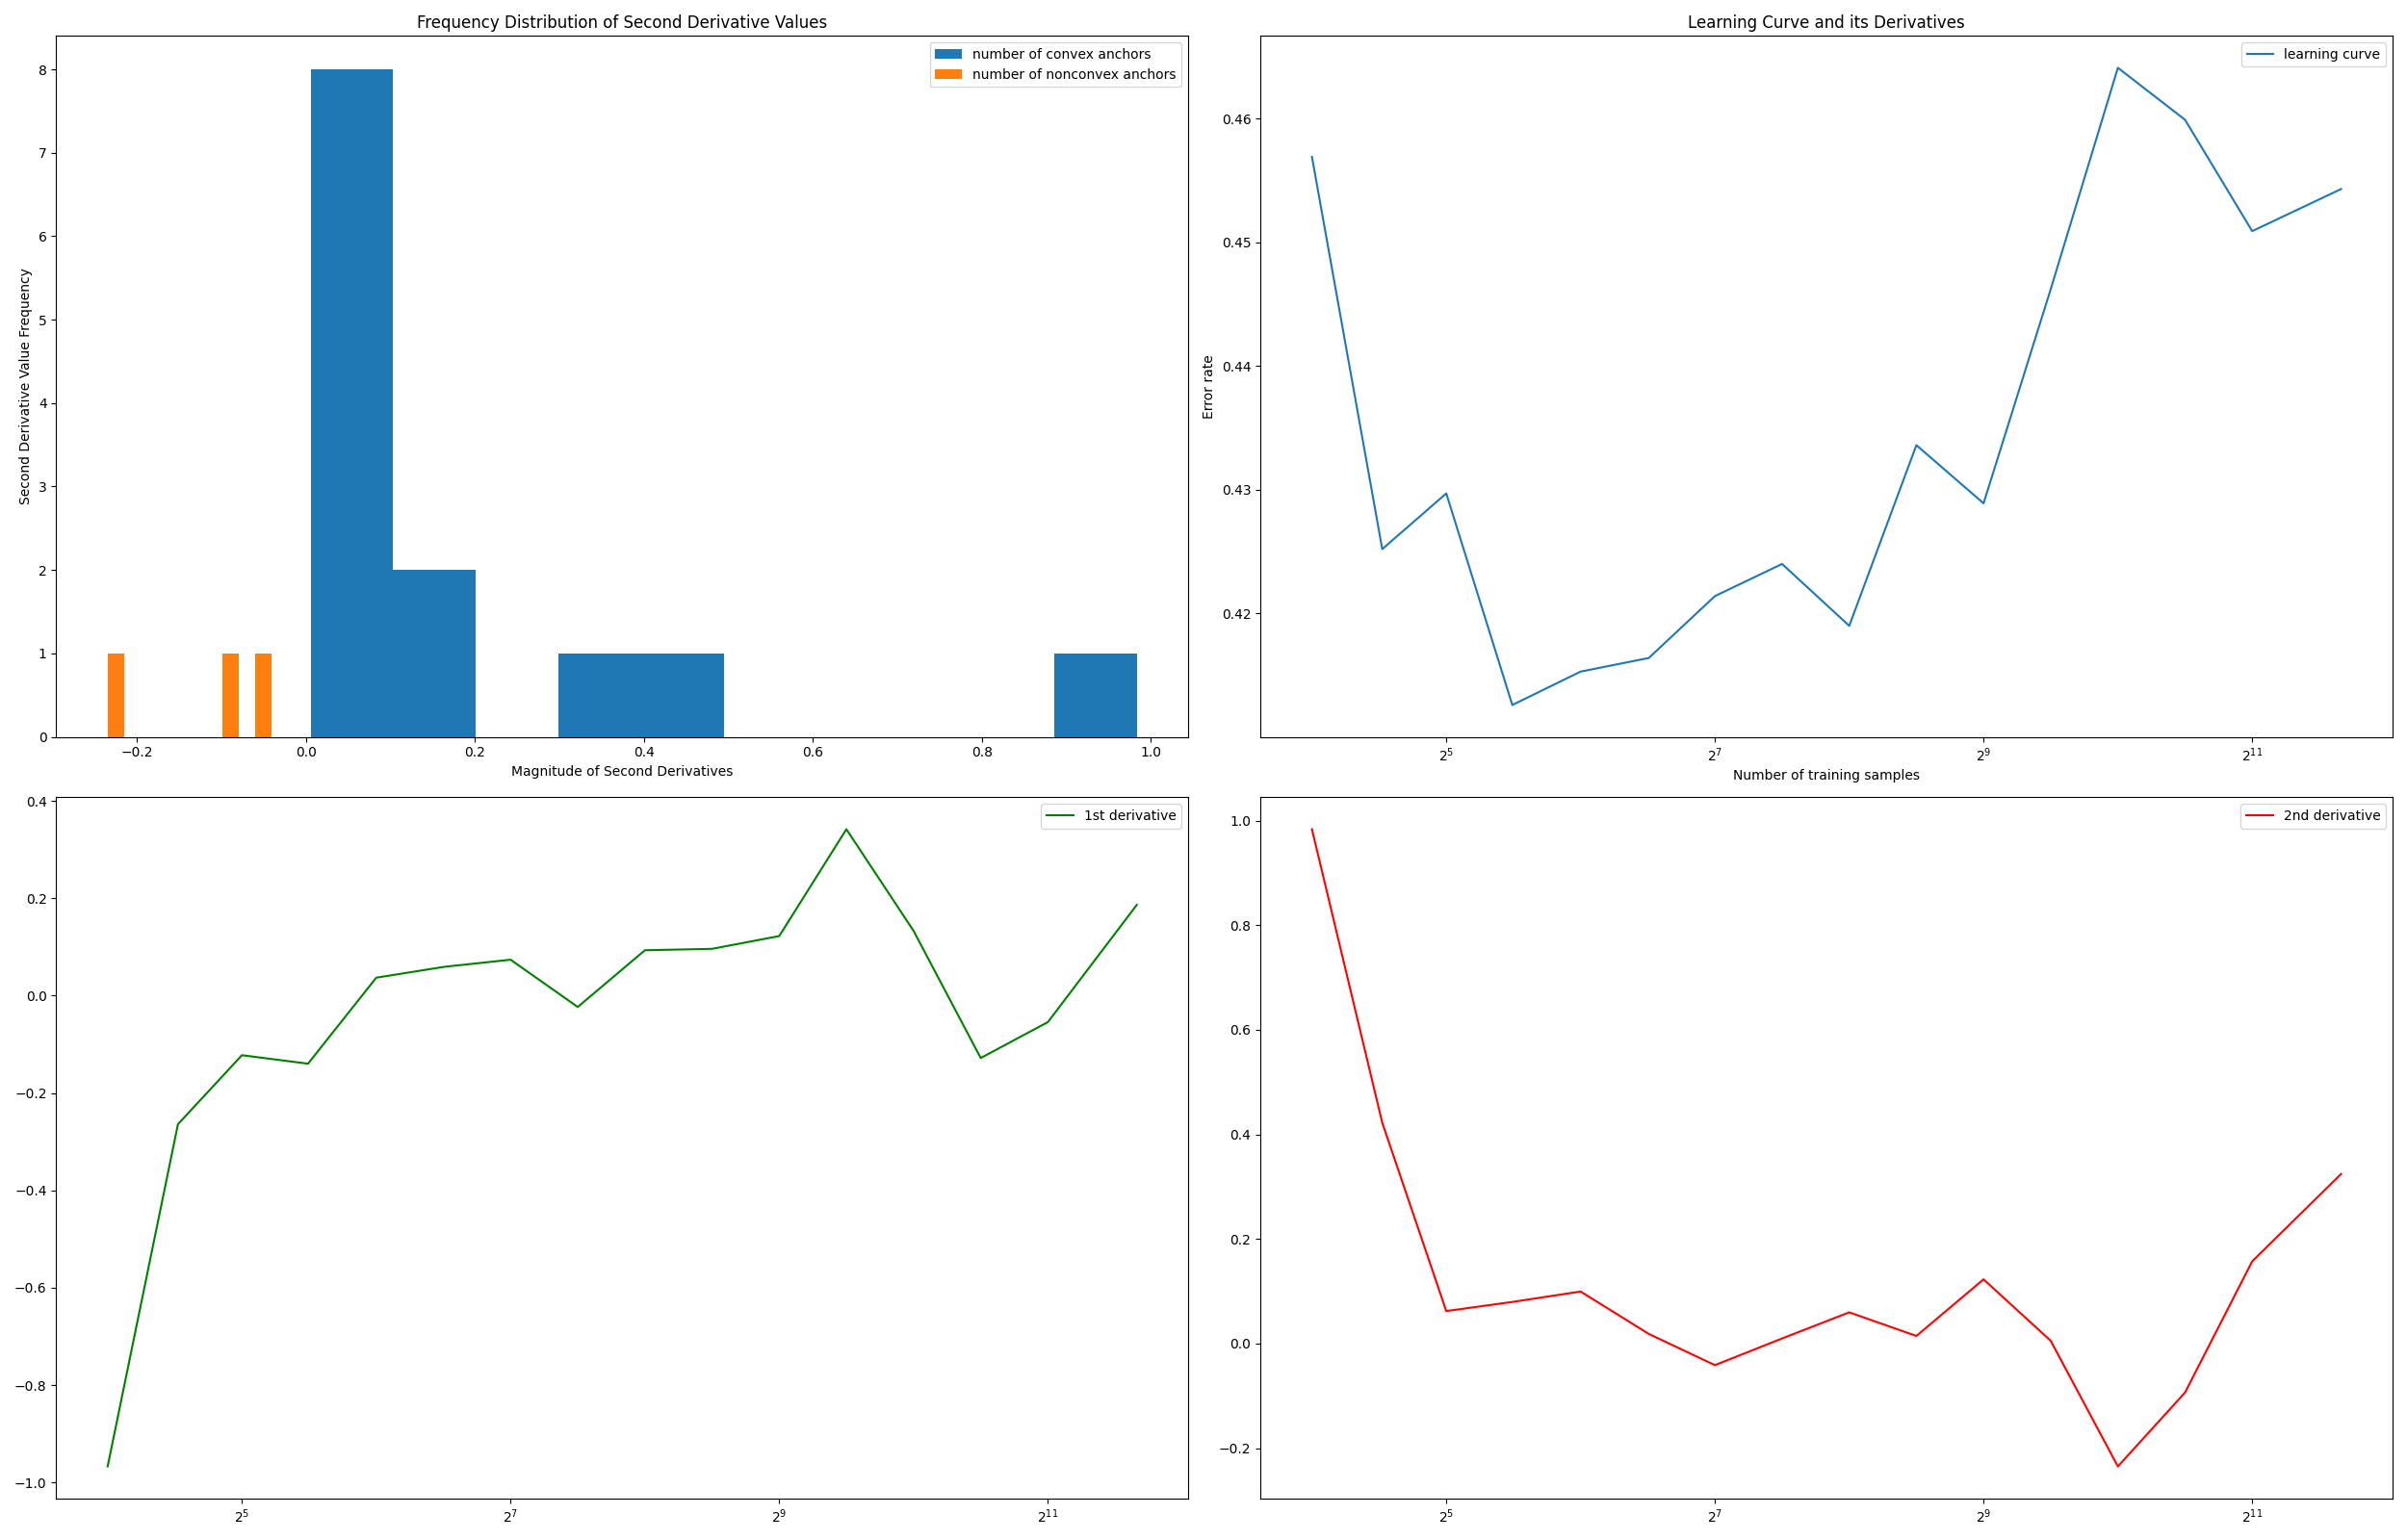 Frequency Distribution of Second Derivative Values
number of convex anchors
number of nonconvex anchors
Second Derivative Value Frequency
8
7
6
5
4
3
2
1
0
−0.2 0.0 0.2 0.4 0.6 0.8 1.0
Magnitude of Second Derivatives
Learning Curve and its Derivatives
learning curve
Error rate
0.46
0.45
0.44
0.43
0.42
2⁵ 2⁷ 2⁹ 2¹¹
Number of training samples
1st derivative
0.4
0.2
0.0
−0.2
−0.4
−0.6
−0.8
−1.0
2⁵ 2⁷ 2⁹ 2¹¹
2nd derivative
1.0
0.8
0.6
0.4
0.2
0.0
−0.2
2⁵ 2⁷ 2⁹ 2¹¹